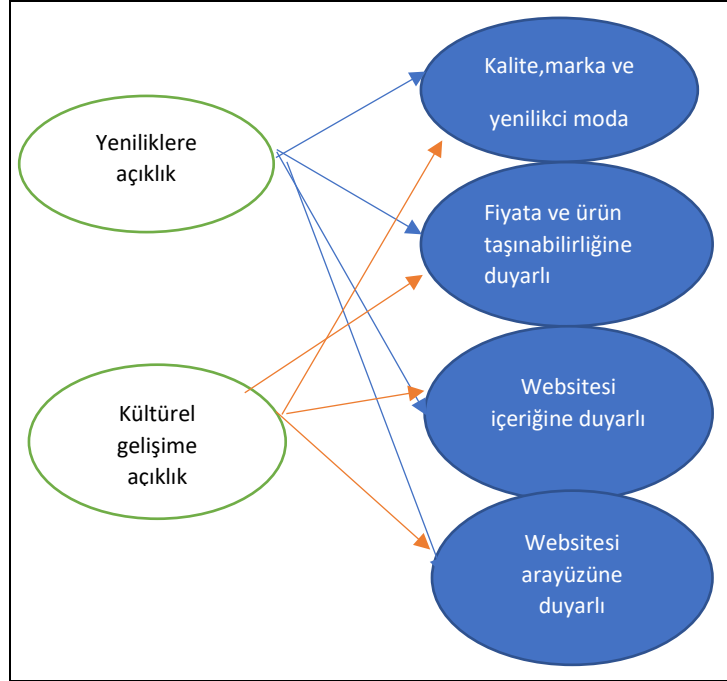 Yeniliklere
açıklık
Kültürel
gelişime
açıklık
Kalite,marka ve
yenilikci moda
Fiyata ve ürün
taşınabilirliğine
duyarlı
Websitesi
içeriğine duyarlı
Websitesi
arayüzüne
duyarlı